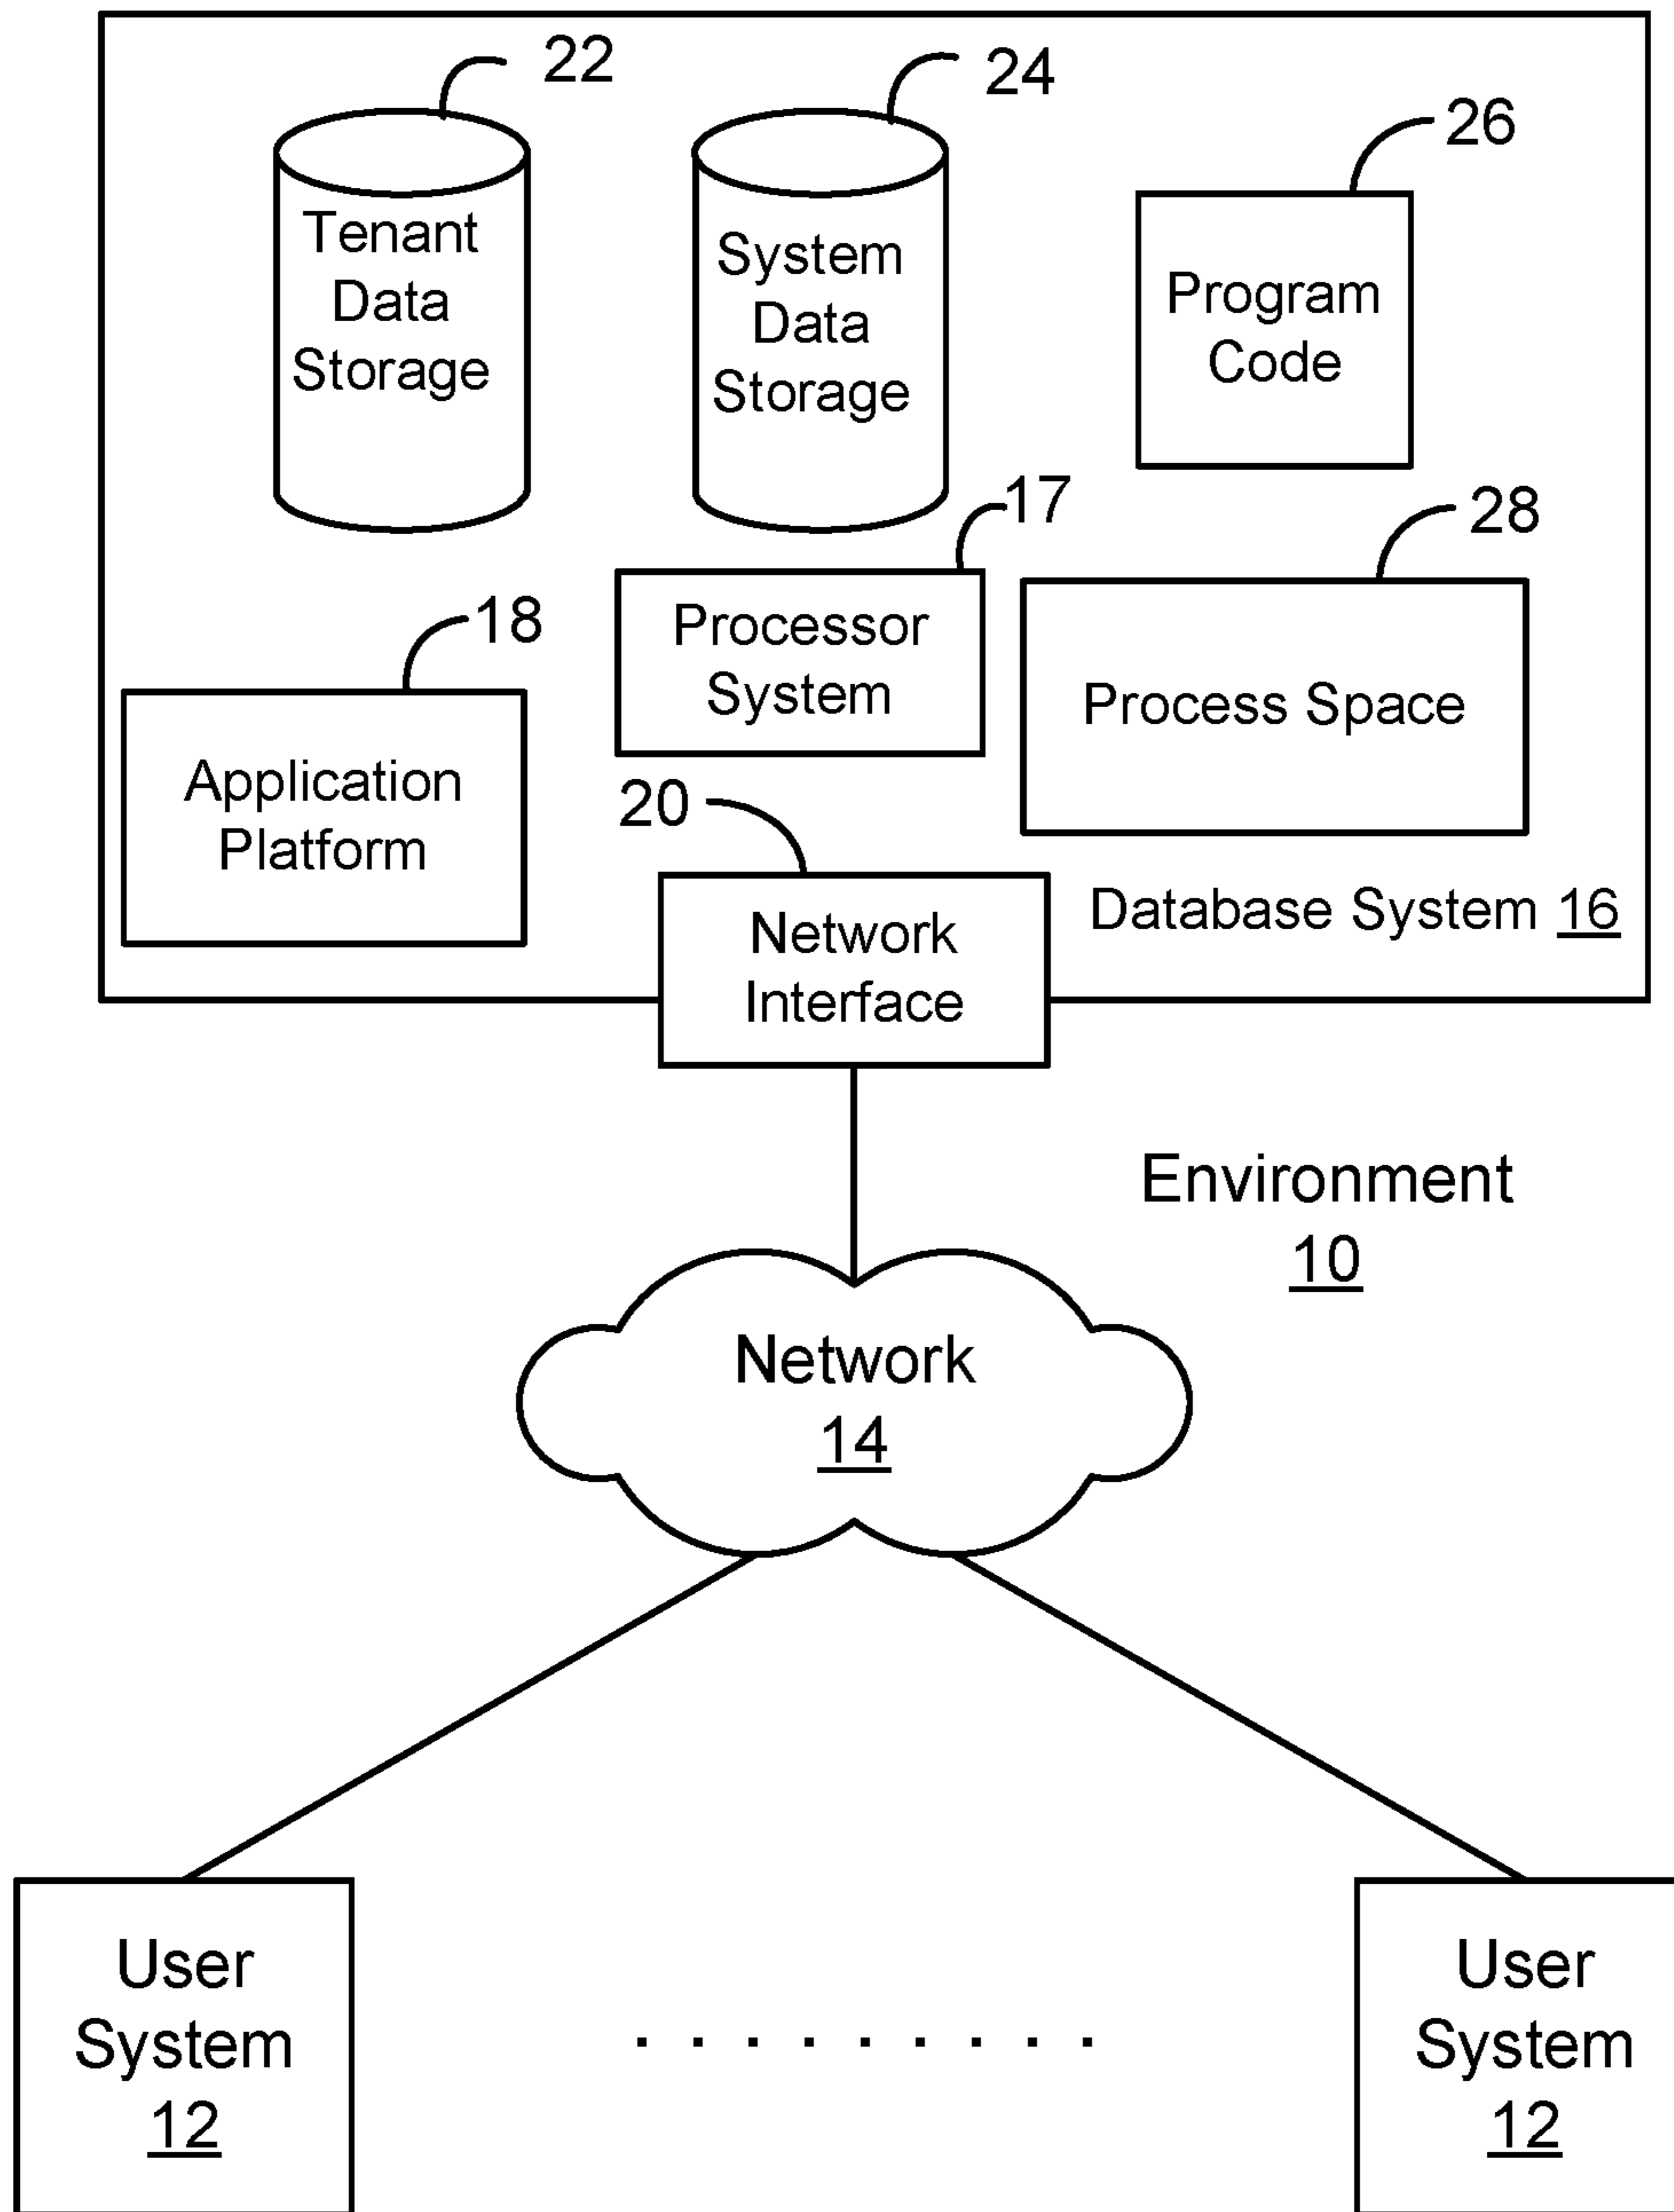 22
24
26
Tenant
Data
Storage
System
Data
Storage
Program
Code
17
28
18
Processor
System
Process Space
Application
Platform
20
Network
Interface
Database System 16
Environment
10
Network
14
User
System
12
. . . . . . . . .
User
System
12